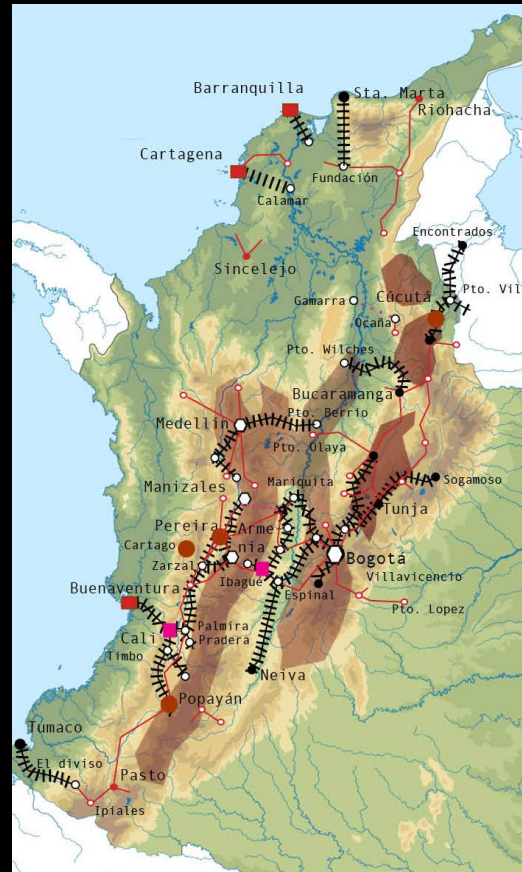 Barranquilla
Sta. Marta
Riohacha
Cartagena
Fundación
Calamar
Encontrados
Sincelejo
Gamarra
Cúcutá
Pto. Vil
Ocaña
Pto. Wilches
Bucaramanga
Medellín
Pto. Berrio
Pto. Olaya
Sogamoso
Manizales
Mariquita
Tunja
Pereira
Arme
nia
Cartago
Zarzal
Bogotá
Ibagué
Villavicencio
Buenaventura
Espinal
Pto. Lopez
Palmira
Cali
Pradera
Timbo
Neiva
Popayán
Tumaco
El diviso
Pasto
Ipiales